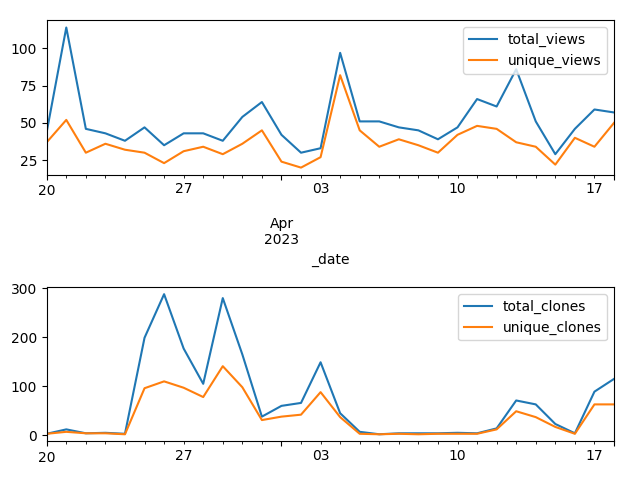 total_views
unique_views
100
75
50
25
20 27 03 10 17
Apr
2023
_date
total_clones
unique_clones
300
200
100
0
20 27 03 10 17